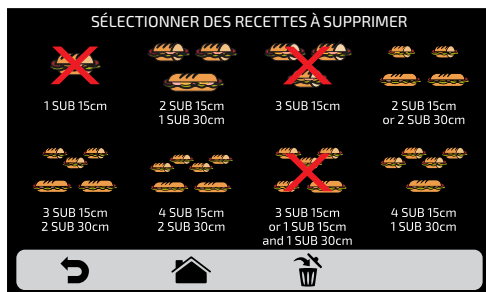 SÉLECTIONNER DES RECETTES À SUPPRIMER
1 SUB 15cm
2 SUB 15cm
1 SUB 30cm
3 SUB 15cm
2 SUB 15cm
or 2 SUB 30cm
3 SUB 15cm
2 SUB 30cm
4 SUB 15cm
2 SUB 30cm
3 SUB 15cm
or 1 SUB 15cm
and 1 SUB 30cm
4 SUB 15cm
1 SUB 30cm